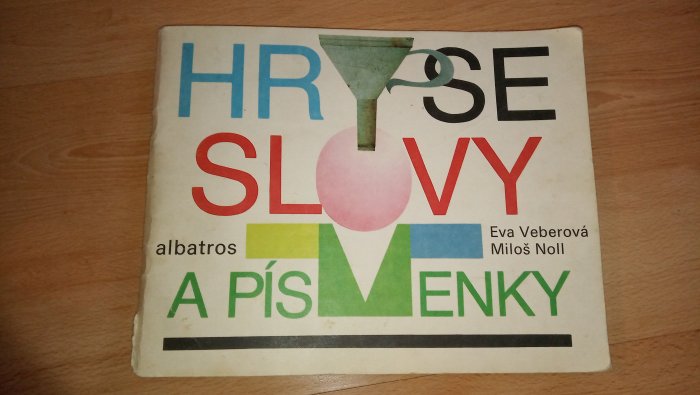 HRY SE
SLOVY
albatros
Eva Veberová
Miloš Noll
A PÍSMENKY